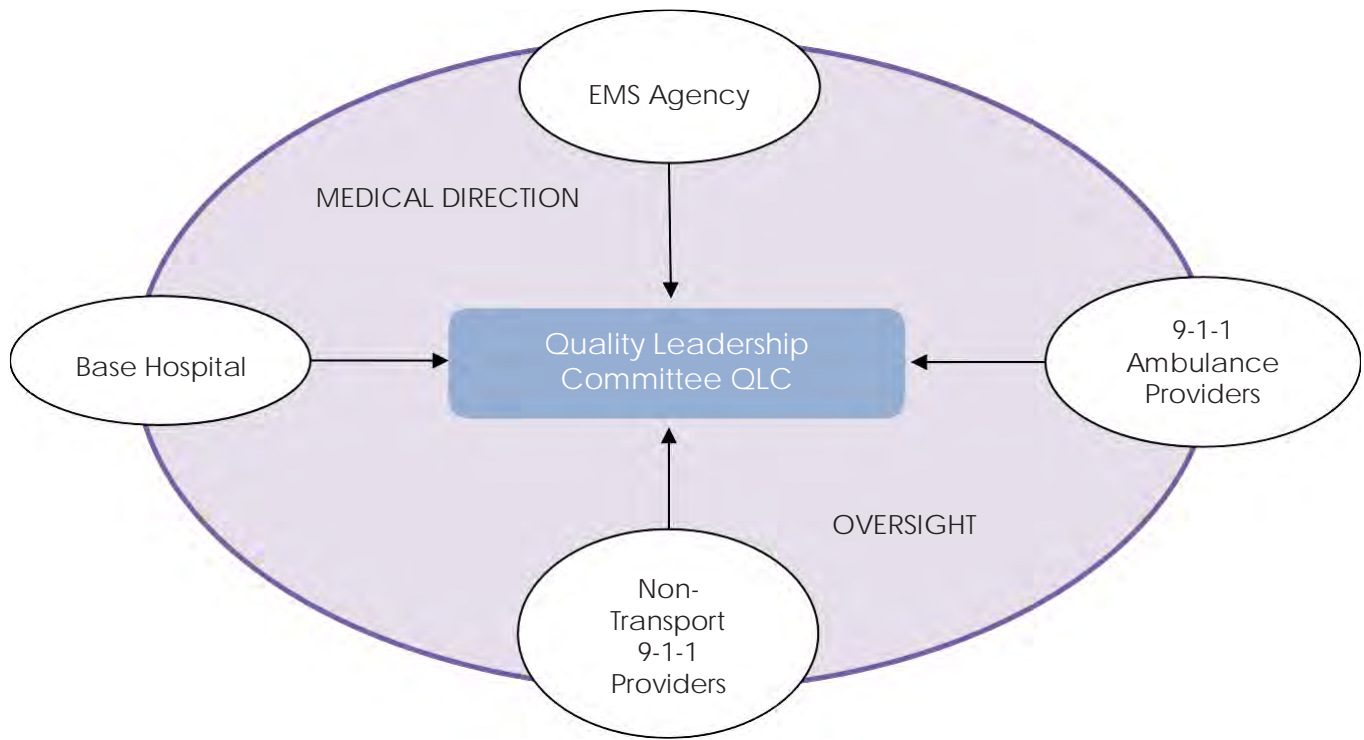 EMS Agency
MEDICAL DIRECTION
Base Hospital
Quality Leadership
Committee QLC
9-1-1
Ambulance
Providers
OVERSIGHT
Non-
Transport
9-1-1
Providers